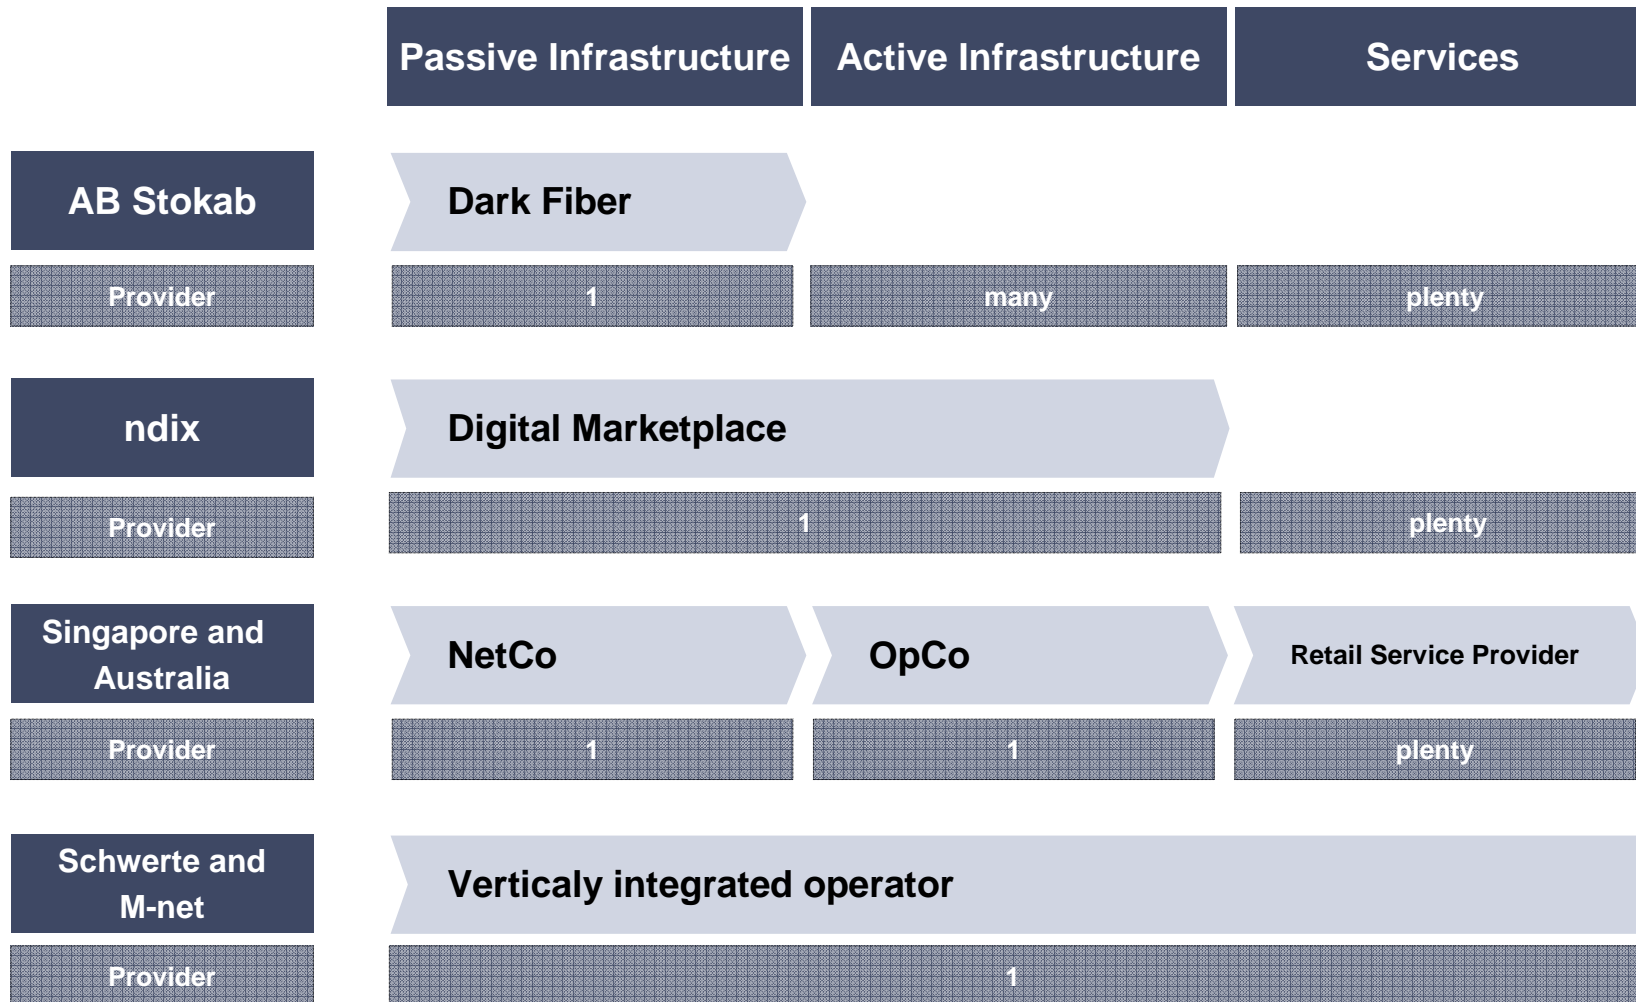 Passive Infrastructure Active Infrastructure Services
AB Stokab Dark Fiber
Provider 1 many plenty
ndix Digital Marketplace
Provider 1 plenty
Singapore and
Australia
NetCo OpCo Retail Service Provider
Provider 1 1 plenty
Schwerte and
M-net
Verticaly integrated operator
Provider 1